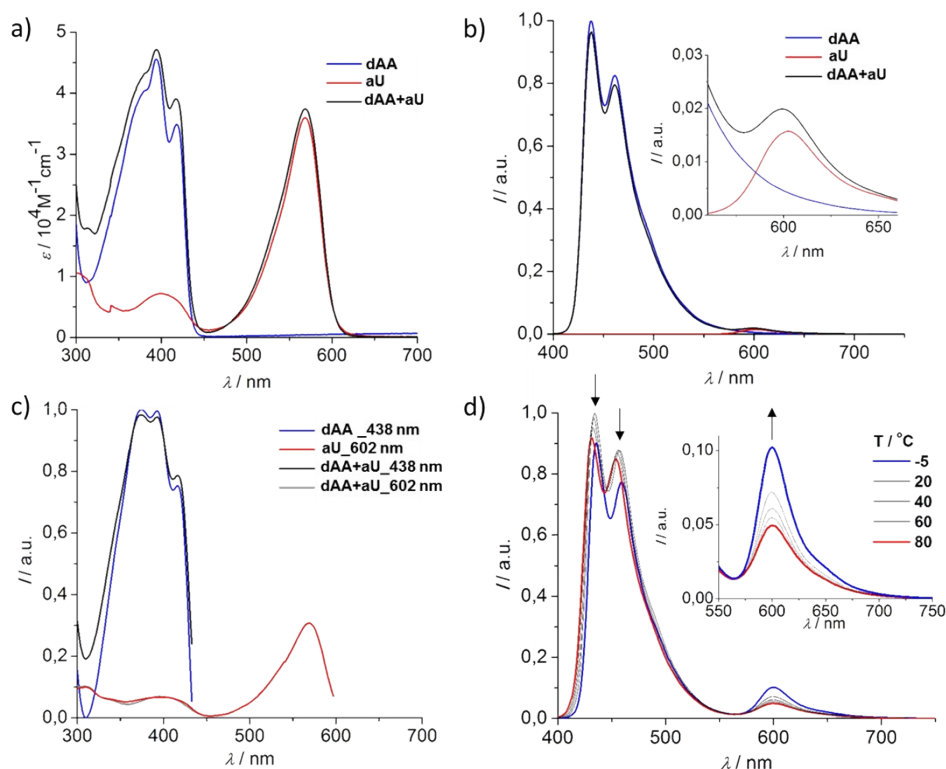 a)
5
4
3
2
1
0
ε / 10⁴M⁻¹cm⁻¹
300 400 500 600 700
λ / nm
dAA
aU
dAA+aU
b)
1,0
0,8
0,6
0,4
0,2
0,0
I / a.u.
400 500 600 700
λ / nm
dAA
aU
dAA+aU
0,03
0,02
0,01
0,00
I / a.u.
600 650
λ / nm
c)
1,0
0,8
0,6
0,4
0,2
0,0
I / a.u.
300 400 500 600 700
λ / nm
dAA _438 nm
aU_602 nm
dAA+aU_438 nm
dAA+aU_602 nm
d)
1,0
0,8
0,6
0,4
0,2
0,0
I / a.u.
400 500 600 700
λ / nm
0,10
0,05
0,00
I / a.u.
550 600 650 700 750
λ / nm
T / °C
-5
20
40
60
80